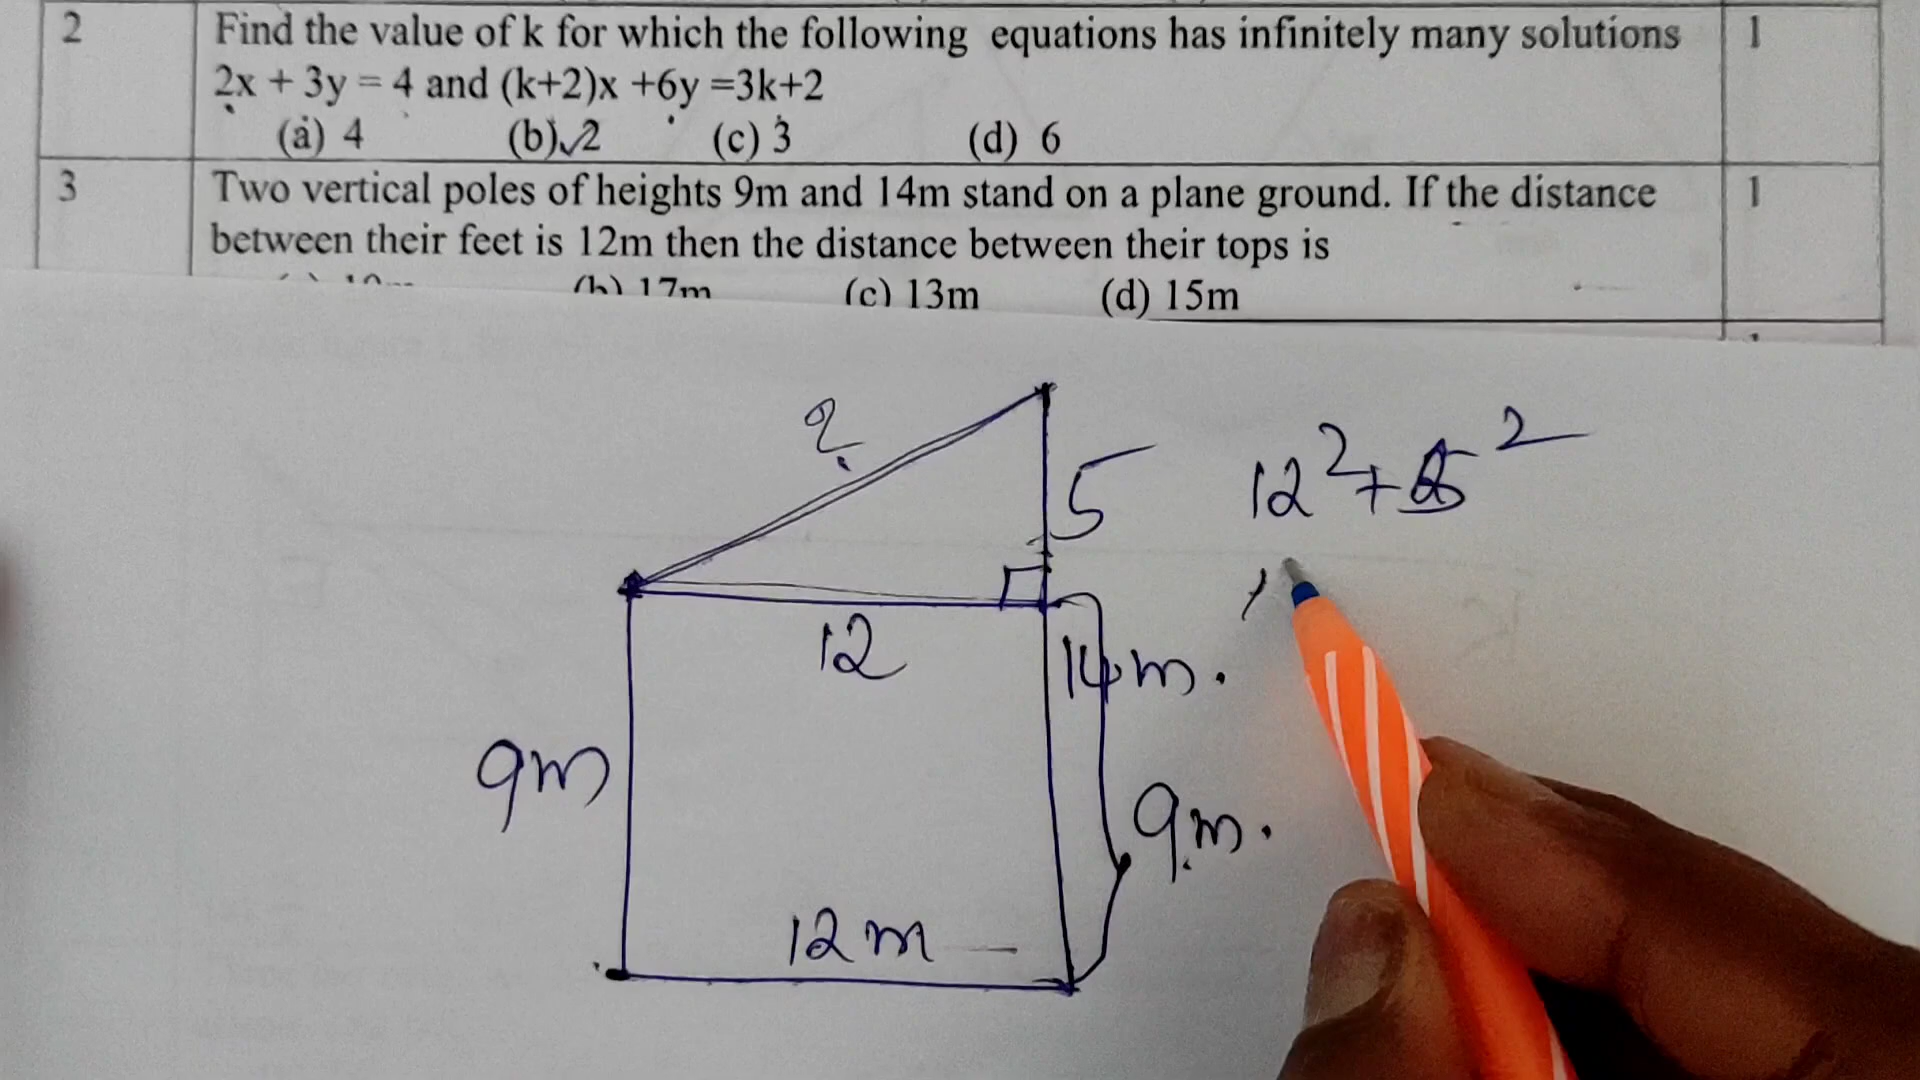 2 Find the value of k for which the following equations has infinitely many solutions 1
2x + 3y = 4 and (k+2)x +6y =3k+2
(a) 4 (b) 2 (c) 3 (d) 6
3 Two vertical poles of heights 9m and 14m stand on a plane ground. If the distance 1
between their feet is 12m then the distance between their tops is
(b) 17m (c) 13m (d) 15m
?
5 12² + 5²
12
14m.
9m
9m.
12m